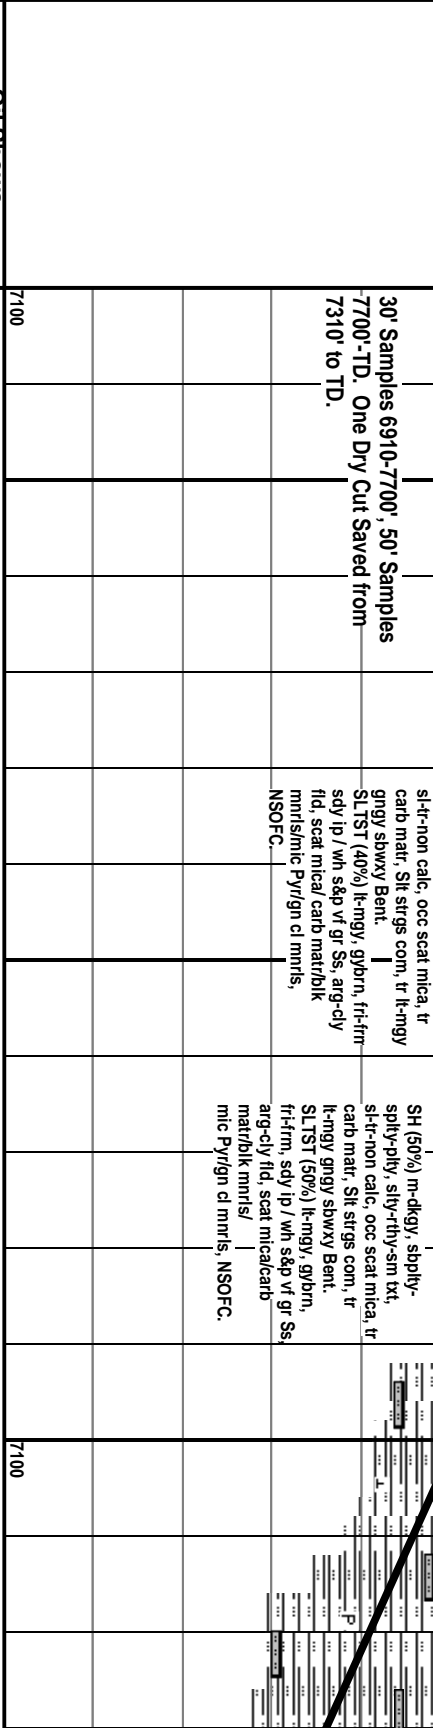 7100
30' Samples 6910-7700', 50' Samples
7700'-TD.  One Dry Cut Saved from
7310' to TD.
sl-tr-non calc, occ scat mica, tr
carb matr, Slt strgs com, tr lt-mgy
gngy sbwxy Bent.
SLTST (40%) lt-mgy, gybrn, fri-frm
sdy ip / wh s&p vf gr Ss, arg-cly
fld, scat mica/ carb matr/blk
mnrls/mic Pyr/gn cl mnrls,
NSOFC.
SH (50%) m-dkgy, sbplty-
splty-plty, slty-rthy-sm txt,
sl-tr-non calc, occ scat mica, tr
carb matr, Slt strgs com, tr
lt-mgy gngy sbwxy Bent.
SLTST (50%) lt-mgy, gybrn,
fri-frm, sdy ip / wh s&p vf gr Ss,
arg-cly fld, scat mica/carb
matr/blk mnrls/
mic Pyr/gn cl mnrls, NSOFC.
7100
P